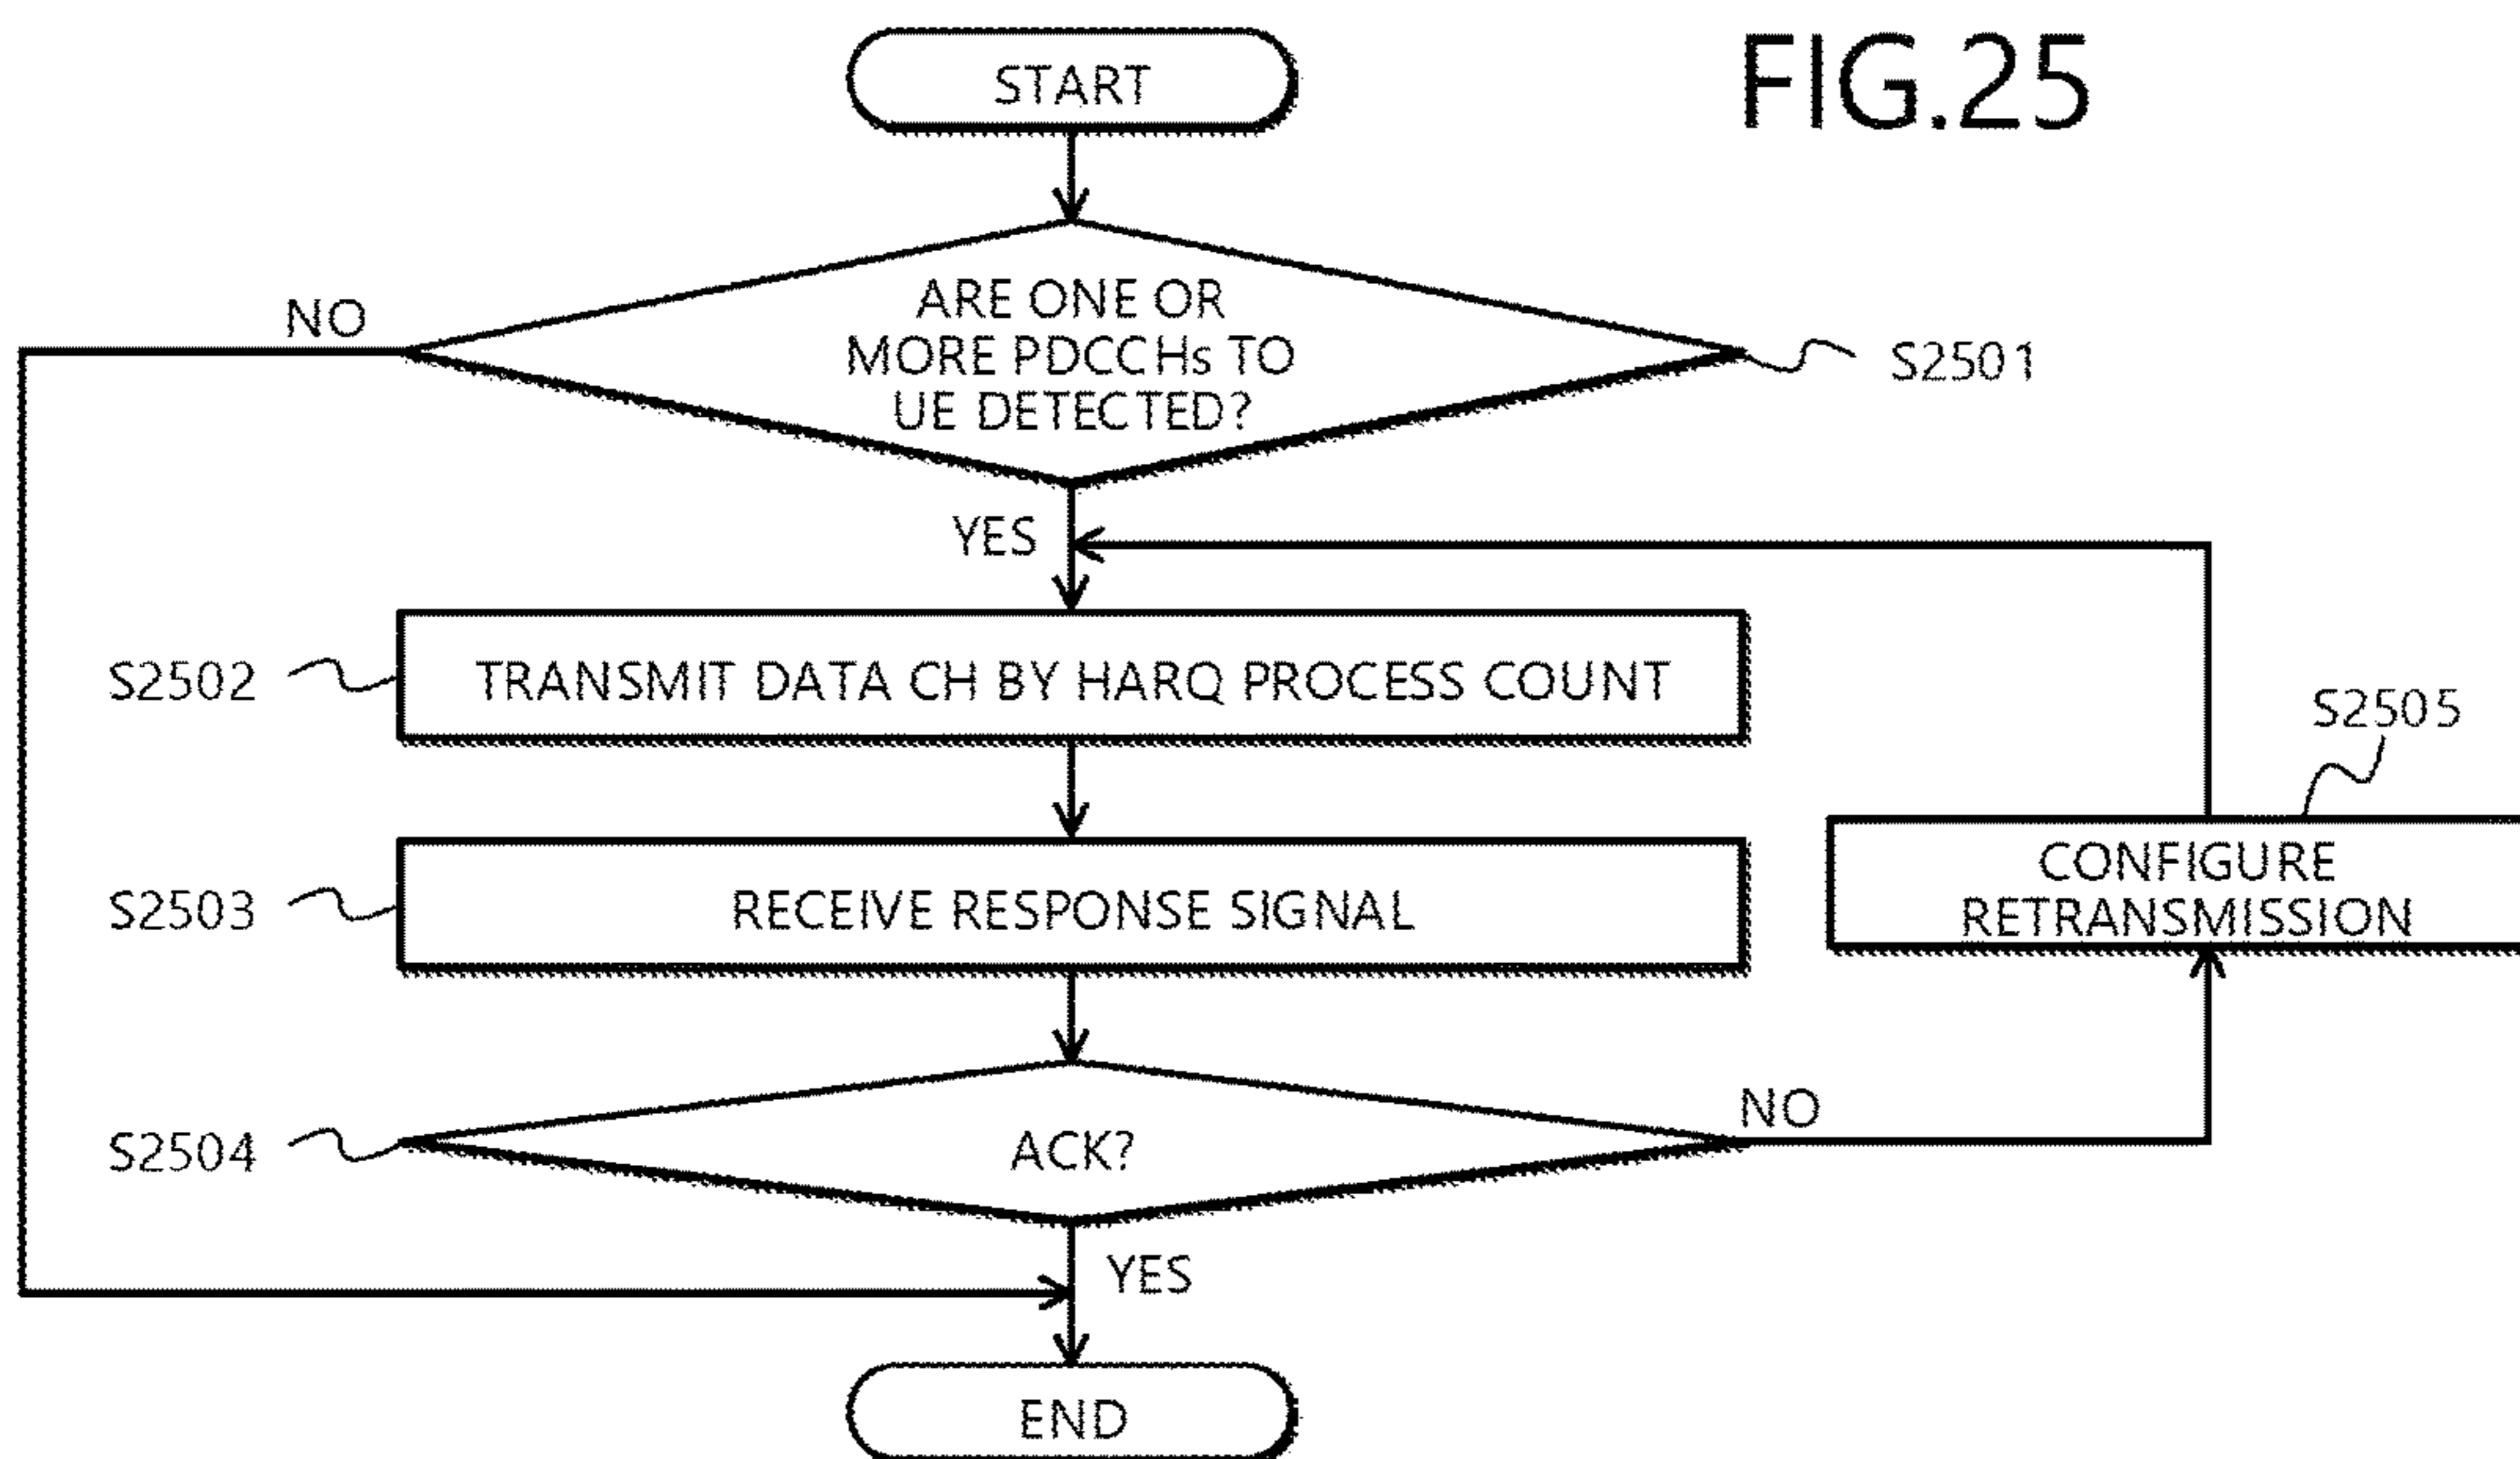 FIG.25
START
ARE ONE OR
MORE PDCCHs TO
UE DETECTED?
NO
S2501
YES
S2502
TRANSMIT DATA CH BY HARQ PROCESS COUNT
S2505
S2503
RECEIVE RESPONSE SIGNAL
CONFIGURE
RETRANSMISSION
S2504
ACK?
NO
YES
END